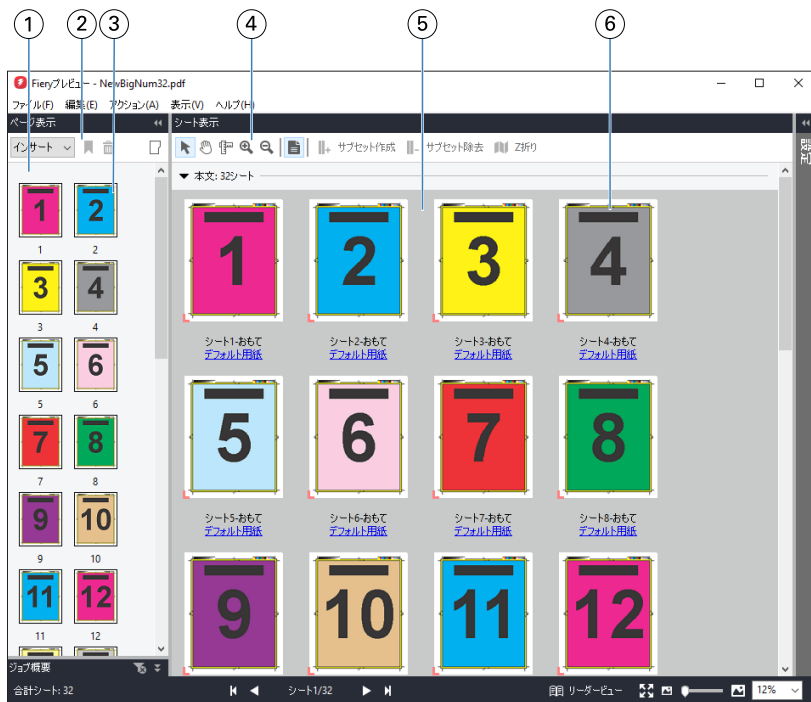 1 2 3 4 5 6
Fieryプレビュー - NewBigNum32.pdf
ファイル(F) 編集(E) アクション(A) 表示(V) ヘルプ(H)
ページ表示
シート表示
インサート
サブセット作成 サブセット除去 Z折り
設定
本文: 32シート
1 2
1 2
3 4
3 4
5 6
5 6
7 8
7 8
9 10
9 10
11 12
11 12
1 2 3 4
シート1-おもて シート2-おもて シート3-おもて シート4-おもて
デフォルト用紙 デフォルト用紙 デフォルト用紙 デフォルト用紙
5 6 7 8
シート5-おもて シート6-おもて シート7-おもて シート8-おもて
デフォルト用紙 デフォルト用紙 デフォルト用紙 デフォルト用紙
9 10 11 12
ジョブ概要
合計シート: 32
シート1/32
リーダービュー
12%